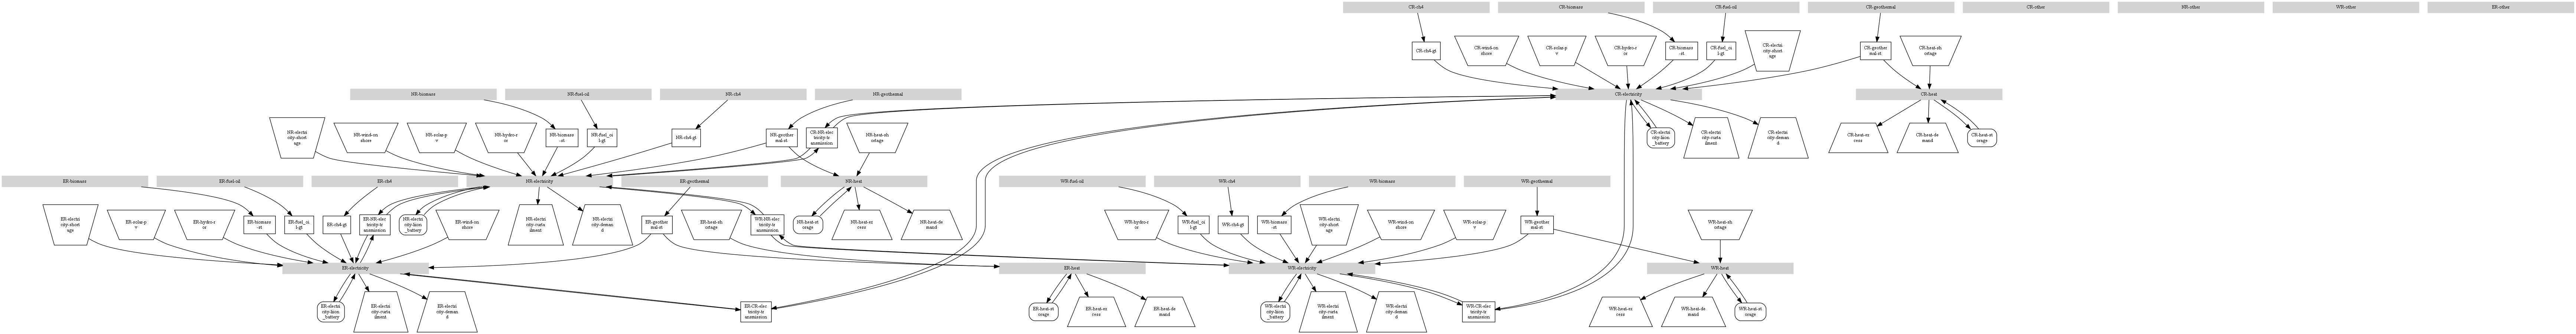 CR-ch4
CR-biomass
CR-fuel-oil
CR-geothermal
CR-other
NR-other
WR-other
ER-other
CR-ch4-gt
CR-wind-on
shore
CR-solar-p
v
CR-hydro-r
or
CR-biomass
-st
CR-fuel_oi
l-gt
CR-electri
city-short
age
CR-geother
mal-st
CR-heat-sh
ortage
NR-biomass
NR-fuel-oil
NR-ch4
NR-geothermal
CR-electricity
CR-heat
NR-electri
city-short
age
NR-wind-on
shore
NR-solar-p
v
NR-hydro-r
or
NR-biomass
-st
NR-fuel_oi
l-gt
NR-ch4-gt
NR-geother
mal-st
CR-NR-elec
tricity-tr
ansmission
NR-heat-sh
ortage
CR-electri
city-liion
_battery
CR-electri
city-curta
ilment
CR-electri
city-deman
d
CR-heat-ex
cess
CR-heat-de
mand
CR-heat-st
orage
ER-biomass
ER-fuel-oil
ER-ch4
NR-electricity
ER-geothermal
NR-heat
WR-fuel-oil
WR-ch4
WR-biomass
WR-geothermal
ER-electri
city-short
age
ER-solar-p
v
ER-hydro-r
or
ER-biomass
-st
ER-fuel_oi
l-gt
ER-ch4-gt
ER-NR-elec
tricity-tr
ansmission
NR-electri
city-liion
_battery
ER-wind-on
shore
NR-electri
city-curta
ilment
NR-electri
city-deman
d
ER-geother
mal-st
ER-heat-sh
ortage
WR-NR-elec
tricity-tr
ansmission
NR-heat-st
orage
NR-heat-ex
cess
NR-heat-de
mand
WR-hydro-r
or
WR-fuel_oi
l-gt
WR-ch4-gt
WR-biomass
-st
WR-electri
city-short
age
WR-wind-on
shore
WR-solar-p
v
WR-geother
mal-st
WR-heat-sh
ortage
ER-electricity
ER-heat
WR-electricity
WR-heat
ER-electri
city-liion
_battery
ER-electri
city-curta
ilment
ER-electri
city-deman
d
ER-CR-elec
tricity-tr
ansmission
ER-heat-st
orage
ER-heat-ex
cess
ER-heat-de
mand
WR-electri
city-liion
_battery
WR-electri
city-curta
ilment
WR-electri
city-deman
d
WR-CR-elec
tricity-tr
ansmission
WR-heat-ex
cess
WR-heat-de
mand
WR-heat-st
orage